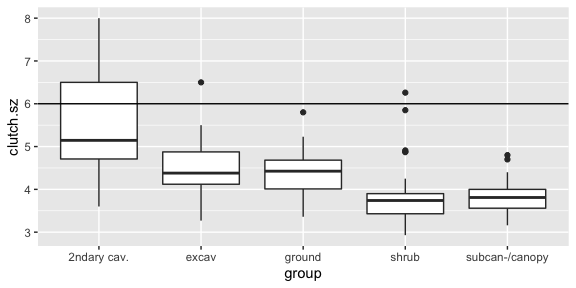 clutch.sz
8
7
6
5
4
3
2ndary cav.
excav
ground
shrub
subcan-/canopy
group